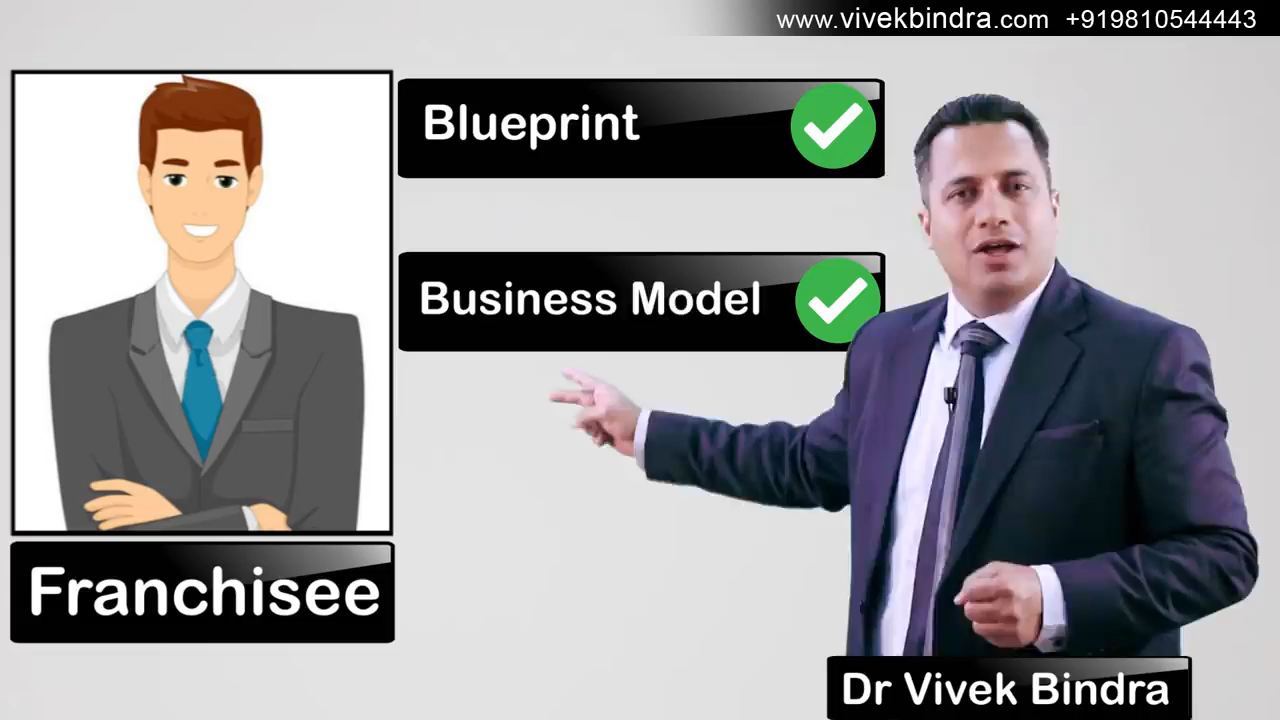 www.vivekbindra.com +919810544443
Blueprint
Business Model
Franchisee
Dr Vivek Bindra